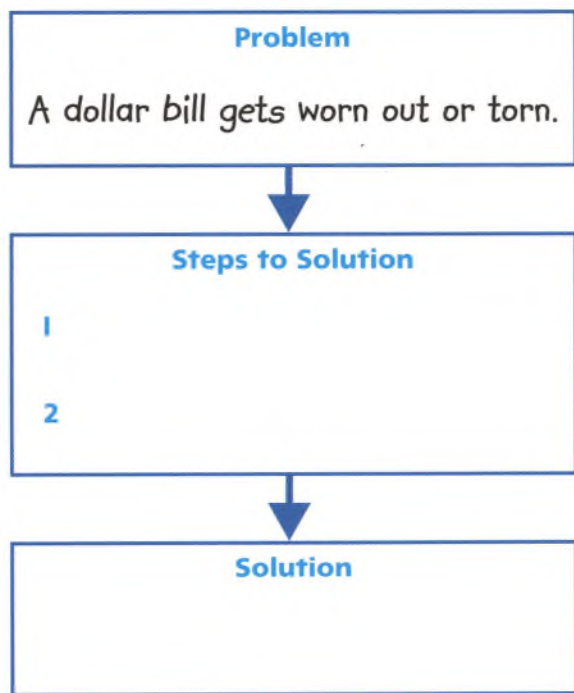 Problem
A dollar bill gets worn out or torn.
Steps to Solution
1
2
Solution